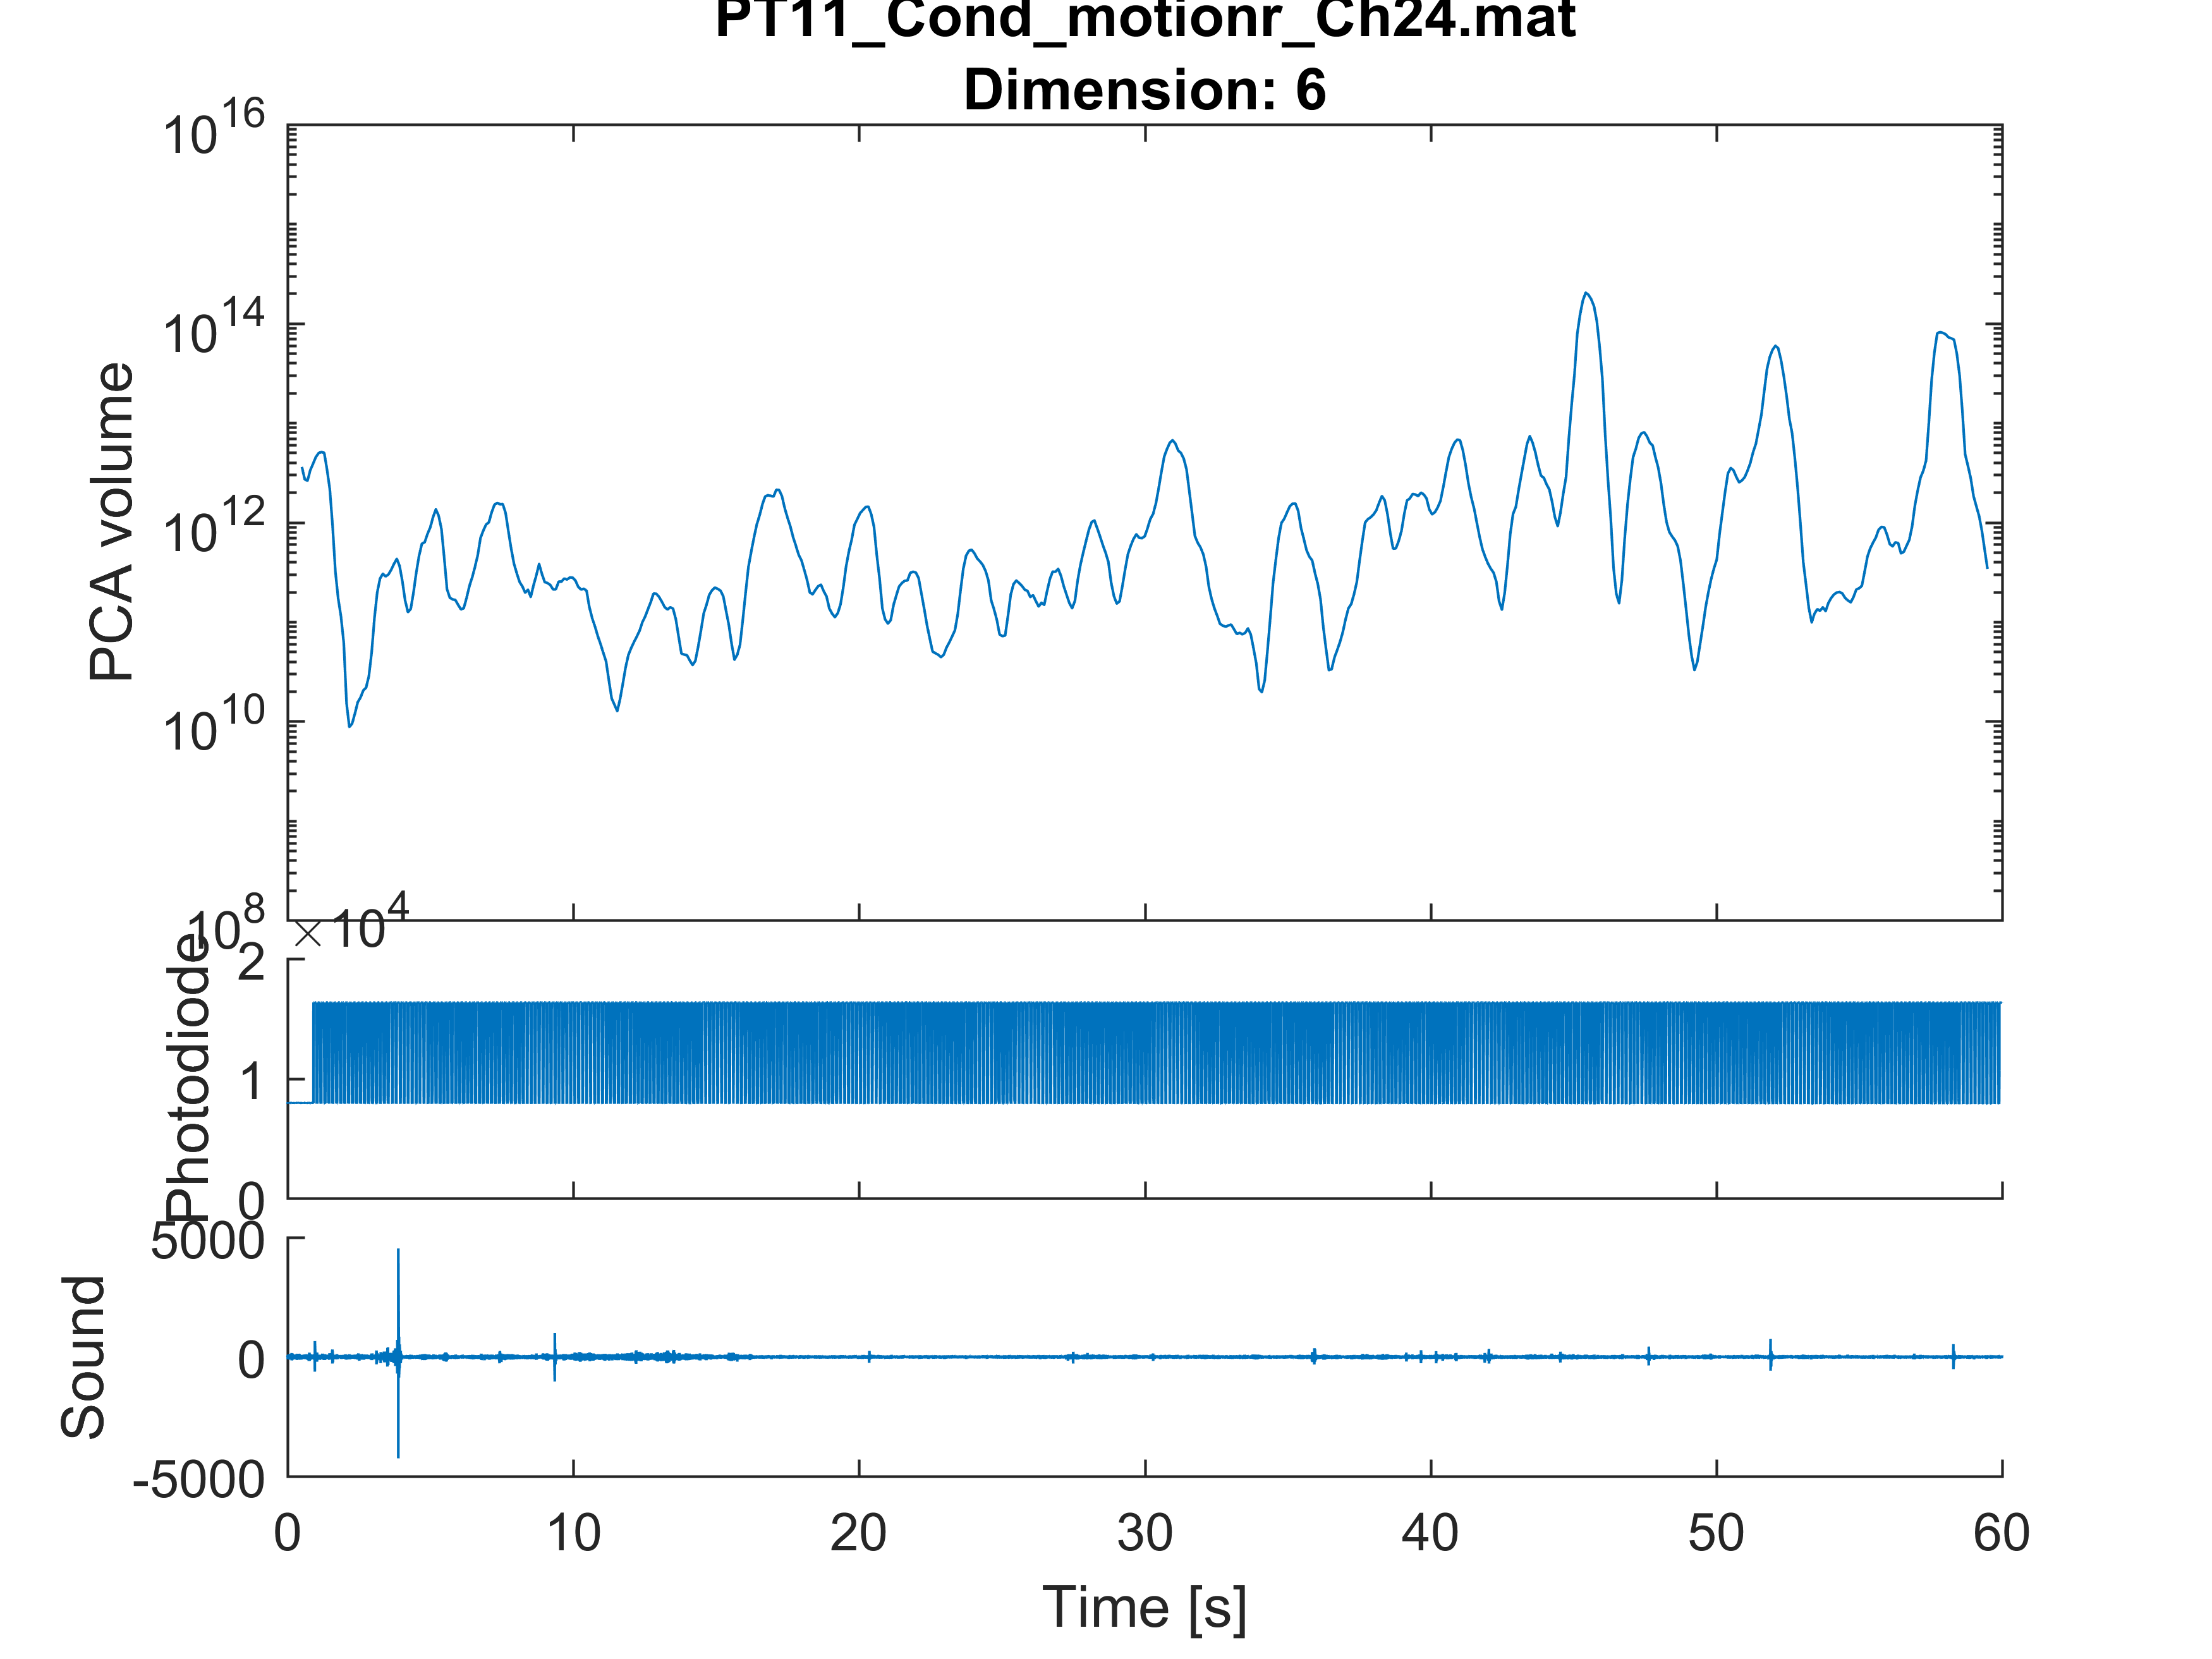 PT11_Cond_motionr_Ch24.mat
Dimension: 6
10^16
10^14
10^12
10^10
10^8
PCA volume
× 10^4
2
1
0
Photodiode
5000
0
-5000
Sound
0 10 20 30 40 50 60
Time [s]